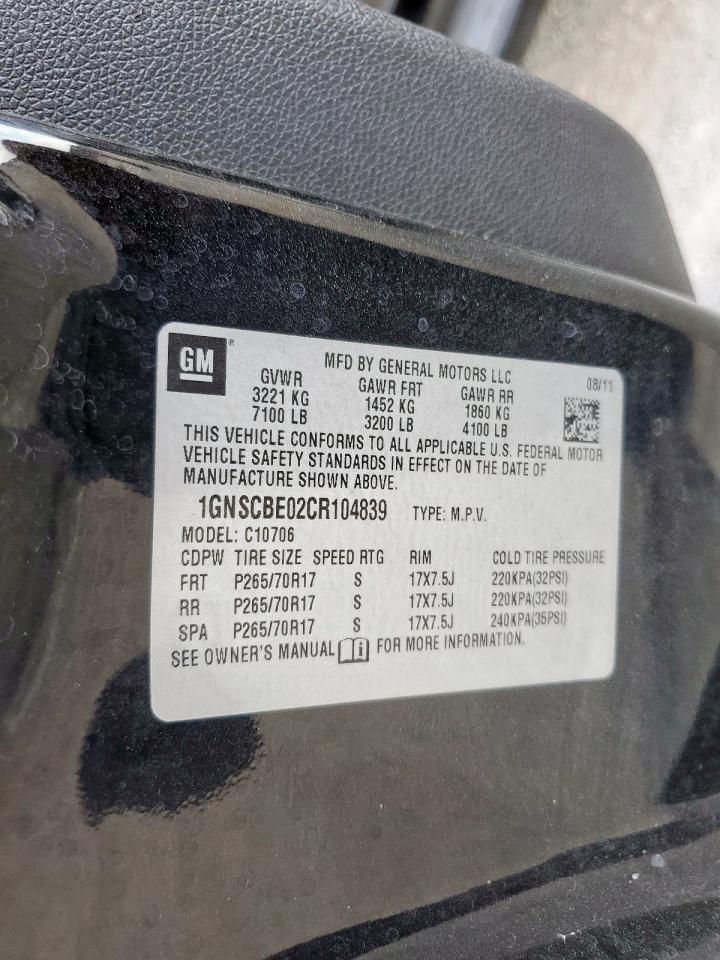 GM ® MFD BY GENERAL MOTORS LLC 08/11
GVWR GAWR FRT GAWR RR
3221 KG 1452 KG 1860 KG
7100 LB 3200 LB 4100 LB
THIS VEHICLE CONFORMS TO ALL APPLICABLE U.S. FEDERAL MOTOR
VEHICLE SAFETY STANDARDS IN EFFECT ON THE DATE OF
MANUFACTURE SHOWN ABOVE.
1GNSCBE02CR104839 TYPE: M.P.V.
MODEL: C10706
CDPW TIRE SIZE SPEED RTG RIM COLD TIRE PRESSURE
FRT P265/70R17 S 17X7.5J 220KPA(32PSI)
RR P265/70R17 S 17X7.5J 220KPA(32PSI)
SPA P265/70R17 S 17X7.5J 240KPA(35PSI)
SEE OWNER'S MANUAL i FOR MORE INFORMATION.